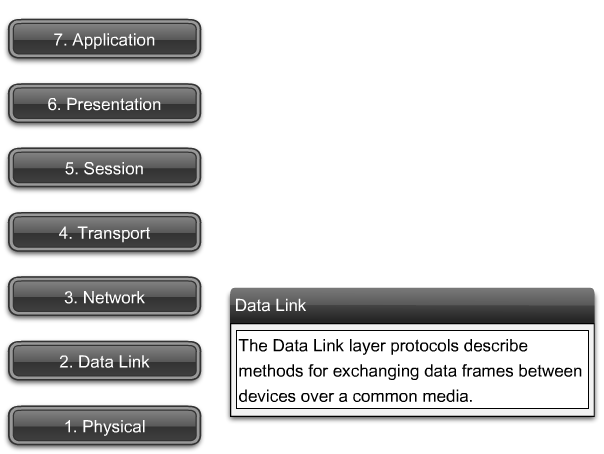 7. Application
6. Presentation
5. Session
4. Transport
3. Network
2. Data Link
1. Physical
Data Link
The Data Link layer protocols describe
methods for exchanging data frames between
devices over a common media.